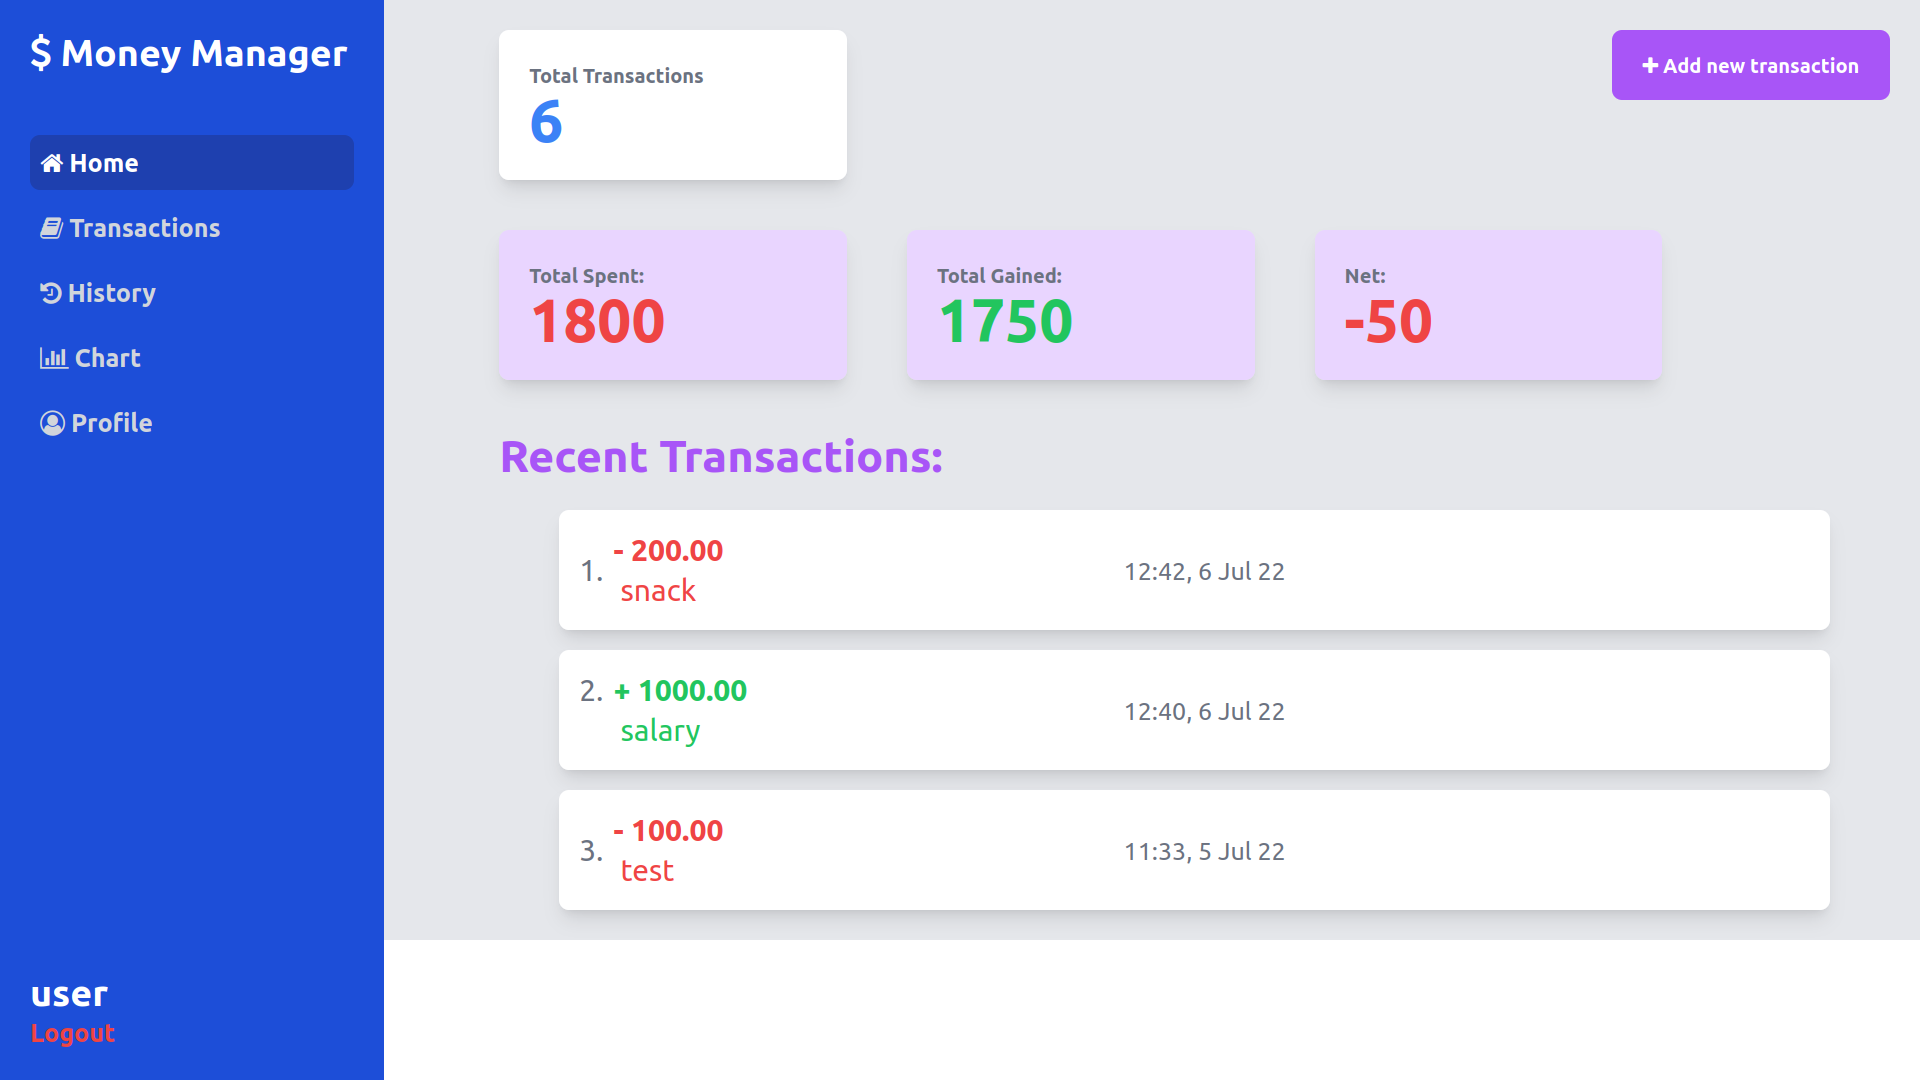 $ Money Manager
Home
Transactions
History
Chart
Profile
user
Logout
Total Transactions
6
+ Add new transaction
Total Spent:
1800
Total Gained:
1750
Net:
-50
Recent Transactions:
1. - 200.00
snack
12:42, 6 Jul 22
2. + 1000.00
salary
12:40, 6 Jul 22
3. - 100.00
test
11:33, 5 Jul 22